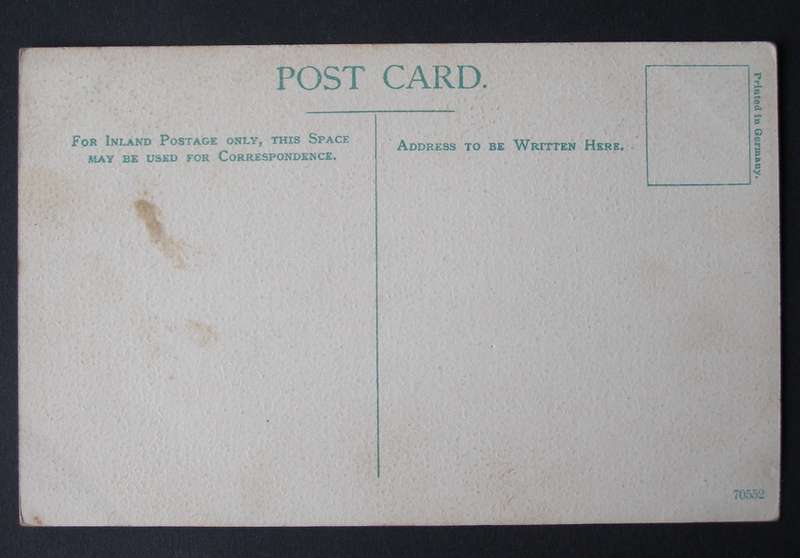 POST CARD.
FOR INLAND POSTAGE ONLY, THIS SPACE
MAY BE USED FOR CORRESPONDENCE.
ADDRESS TO BE WRITTEN HERE.
Printed in Germany.
70552